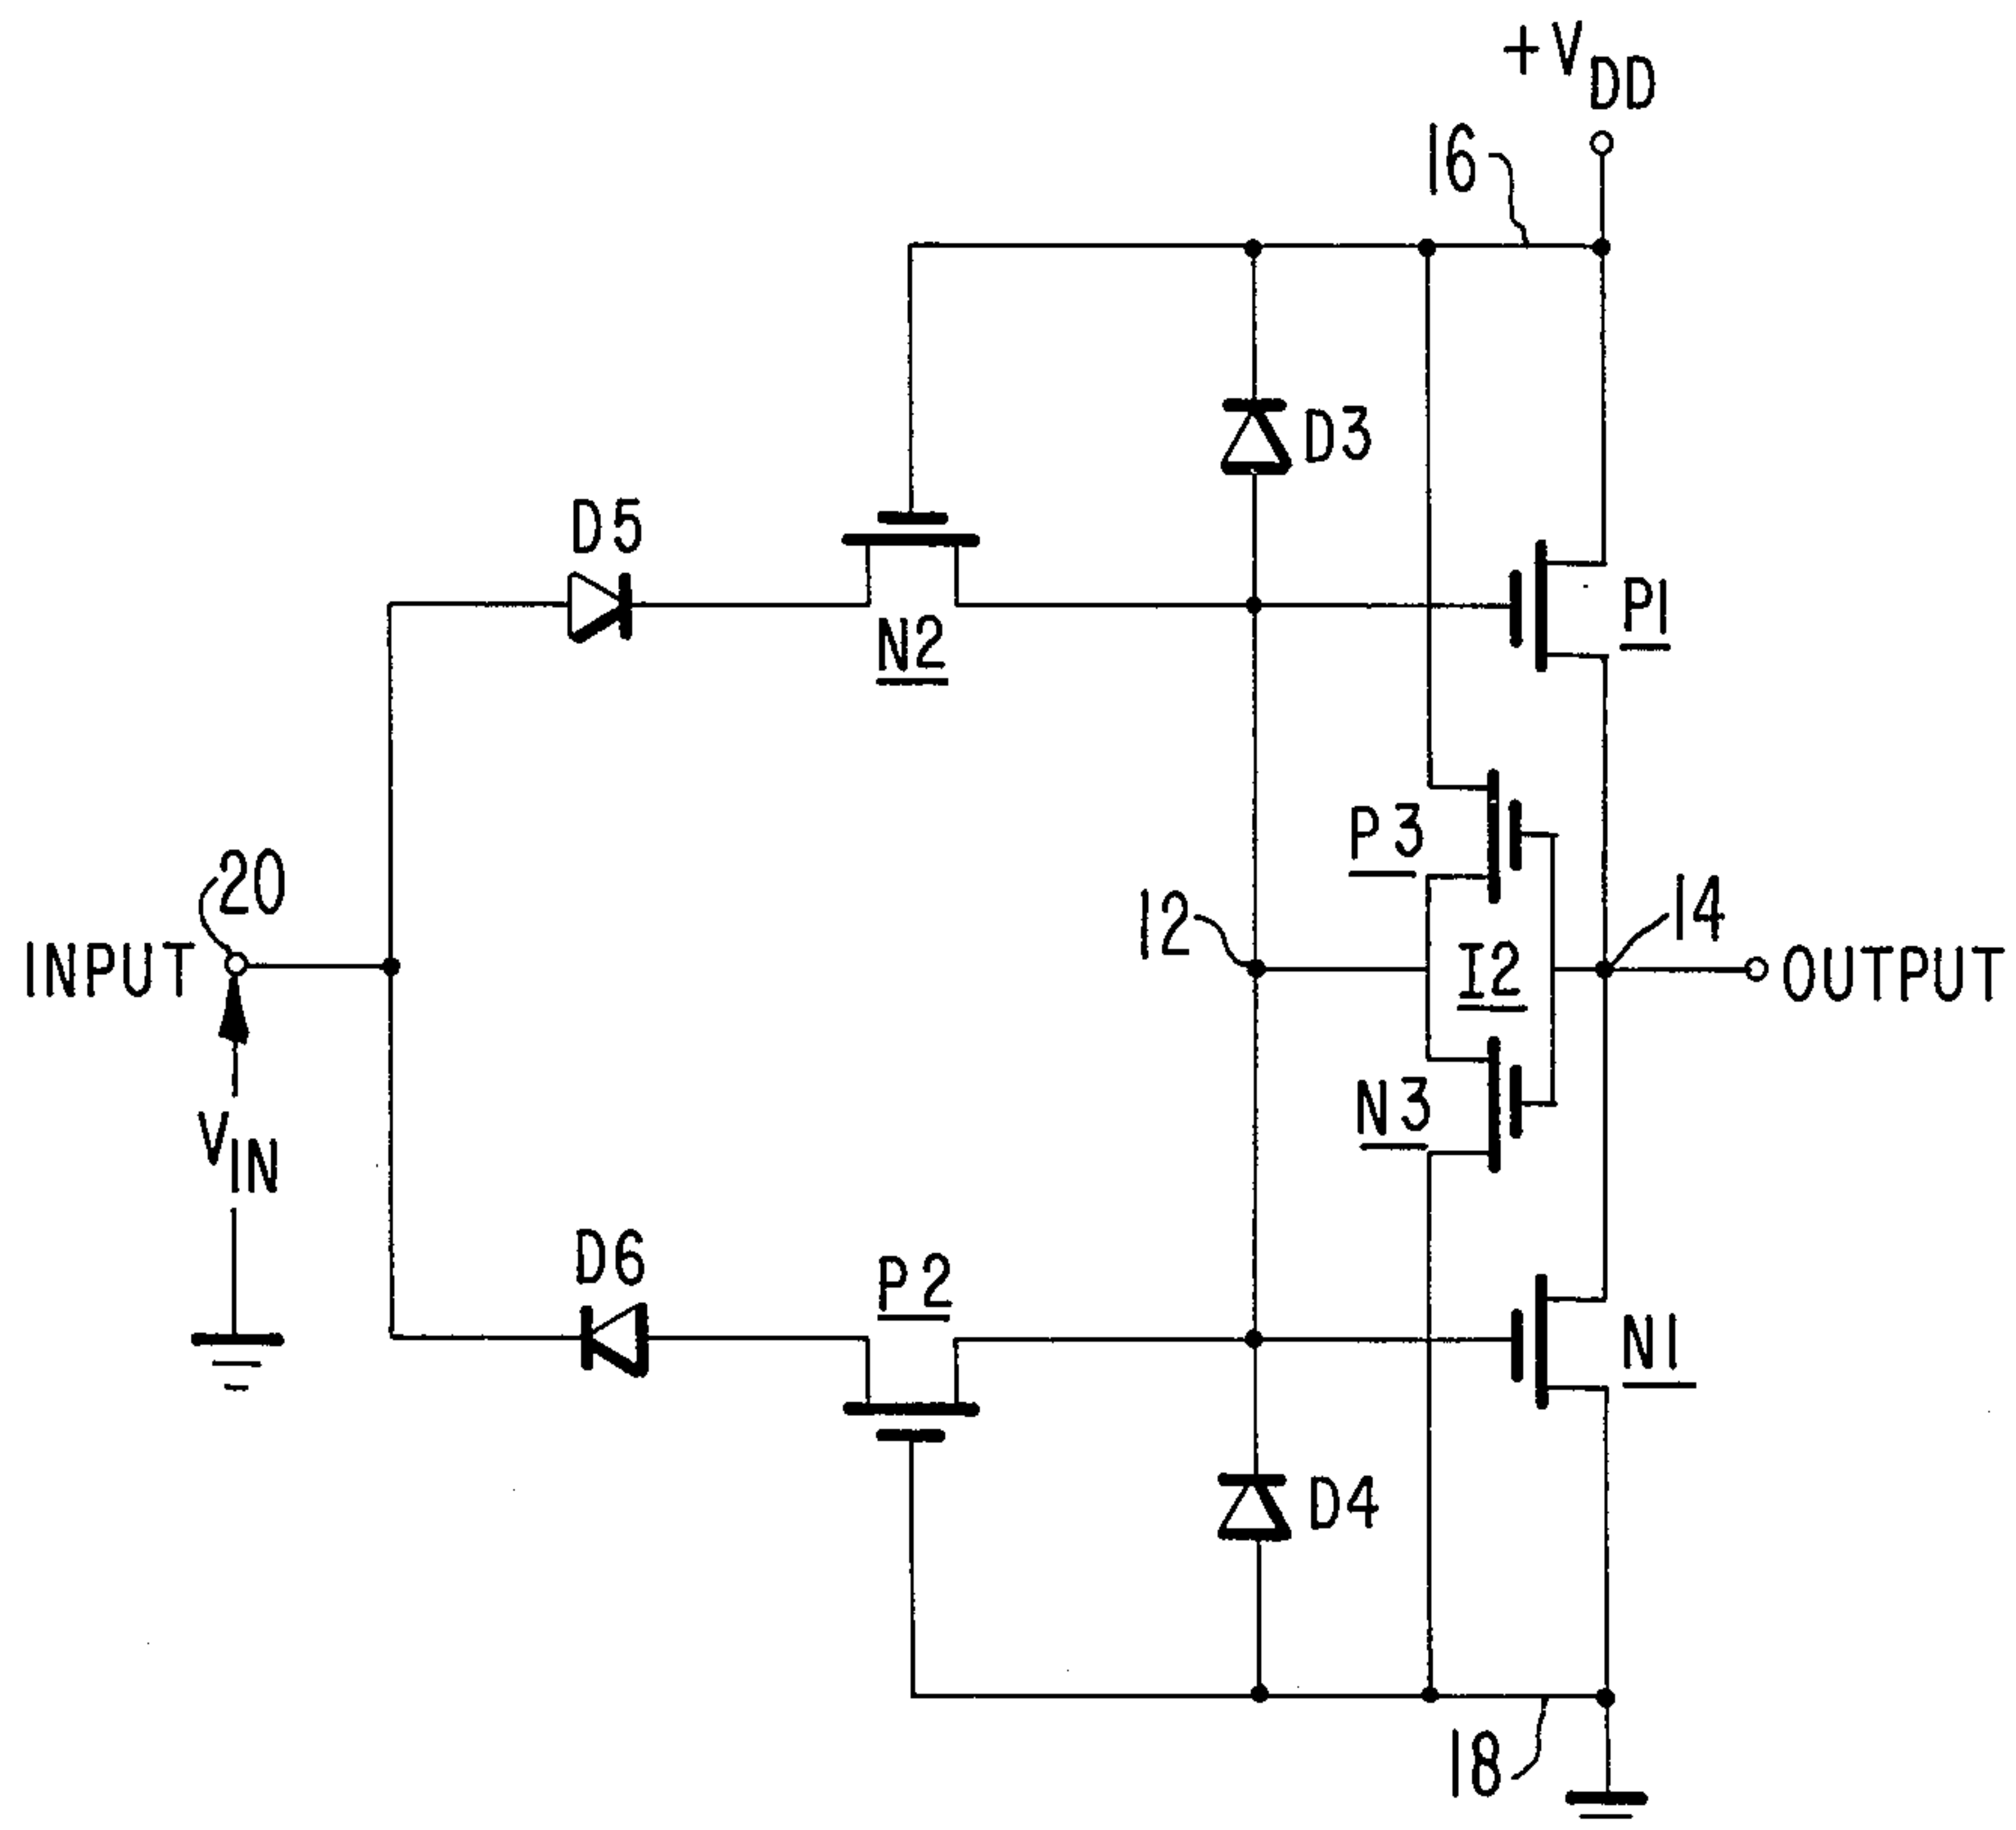 +VDD
16
D3
D5
N2
P1
P3
20
12
14
INPUT
I2
OUTPUT
N3
VIN
D6
P2
N1
D4
18